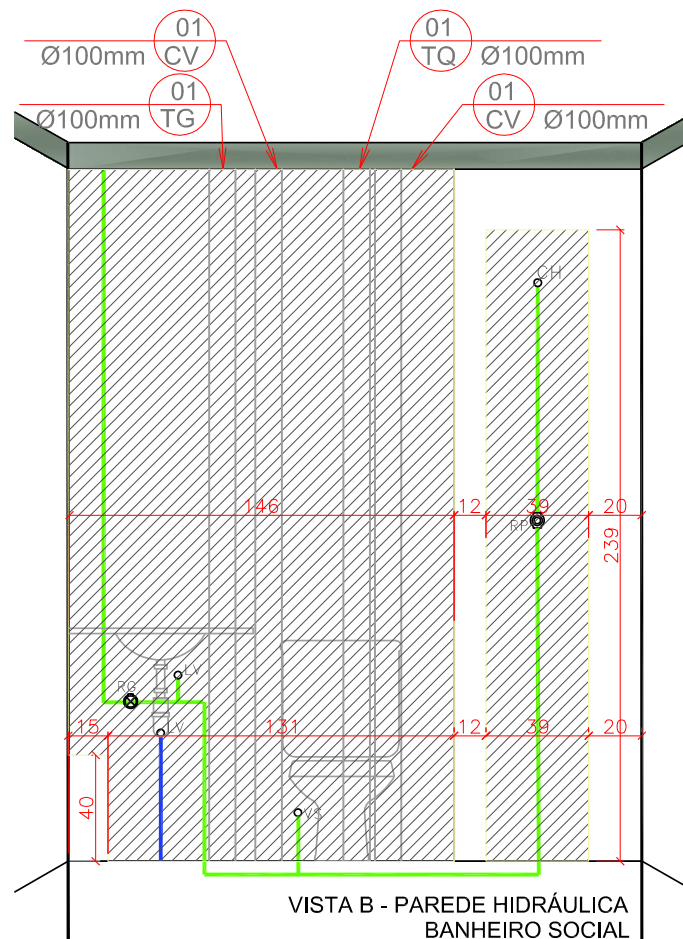 01
01
Ø100mm CV
TQ Ø100mm
01
01
Ø100mm TG
CV Ø100mm
CH
146
12
39
20
RP
239
LV
RG
LV
15
131
12
39
20
40
VS
VISTA B - PAREDE HIDRÁULICA
BANHEIRO SOCIAL